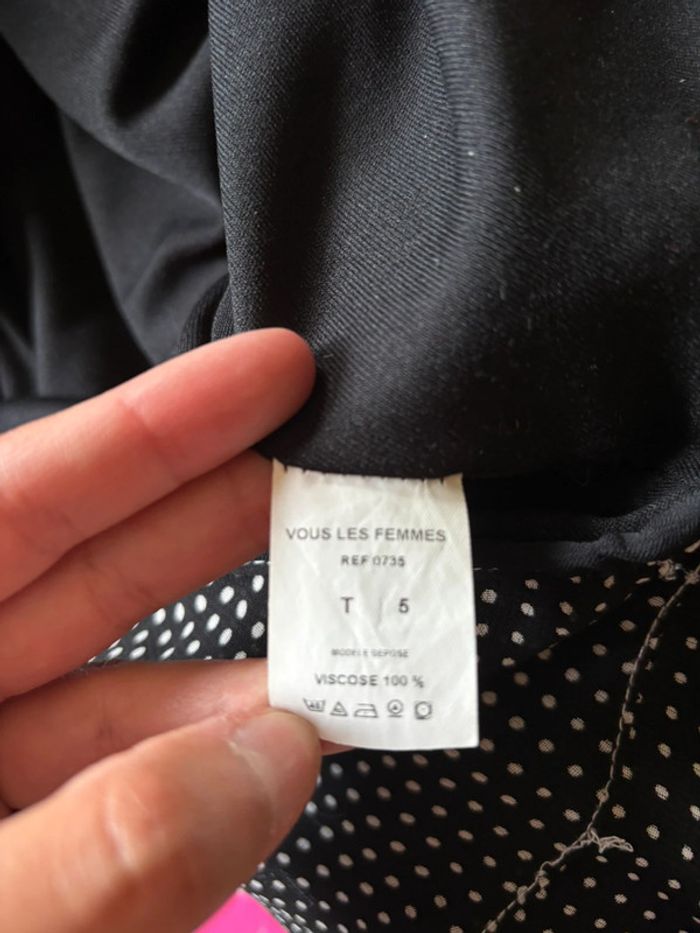 VOUS LES FEMMES
REF 0735
T 5
MODELE DEPOSE
VISCOSE 100 %